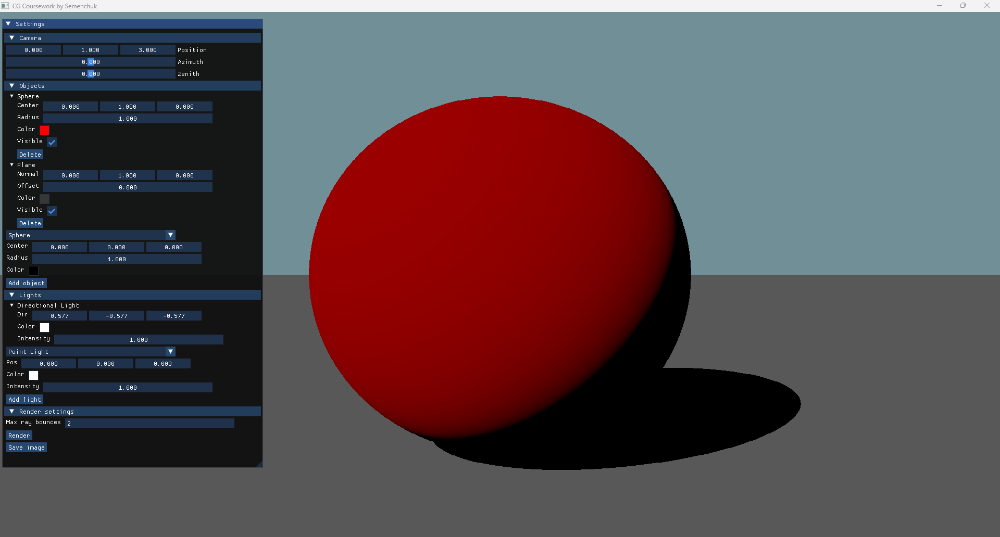 CG Coursework by Semenchuk
Settings
Camera
0.000 1.000 3.000 Position
0.000 Azimuth
0.000 Zenith
Objects
Sphere
Center 0.000 1.000 0.000
Radius 1.000
Color
Visible
Delete
Plane
Normal 0.000 1.000 0.000
Offset 0.000
Color
Visible
Delete
Sphere
Center 0.000 0.000 0.000
Radius 1.000
Color
Add object
Lights
Directional Light
Dir 0.577 -0.577 -0.577
Color
Intensity 1.000
Point Light
Pos 0.000 0.000 0.000
Color
Intensity 1.000
Add light
Render settings
Max ray bounces 2
Render
Save image